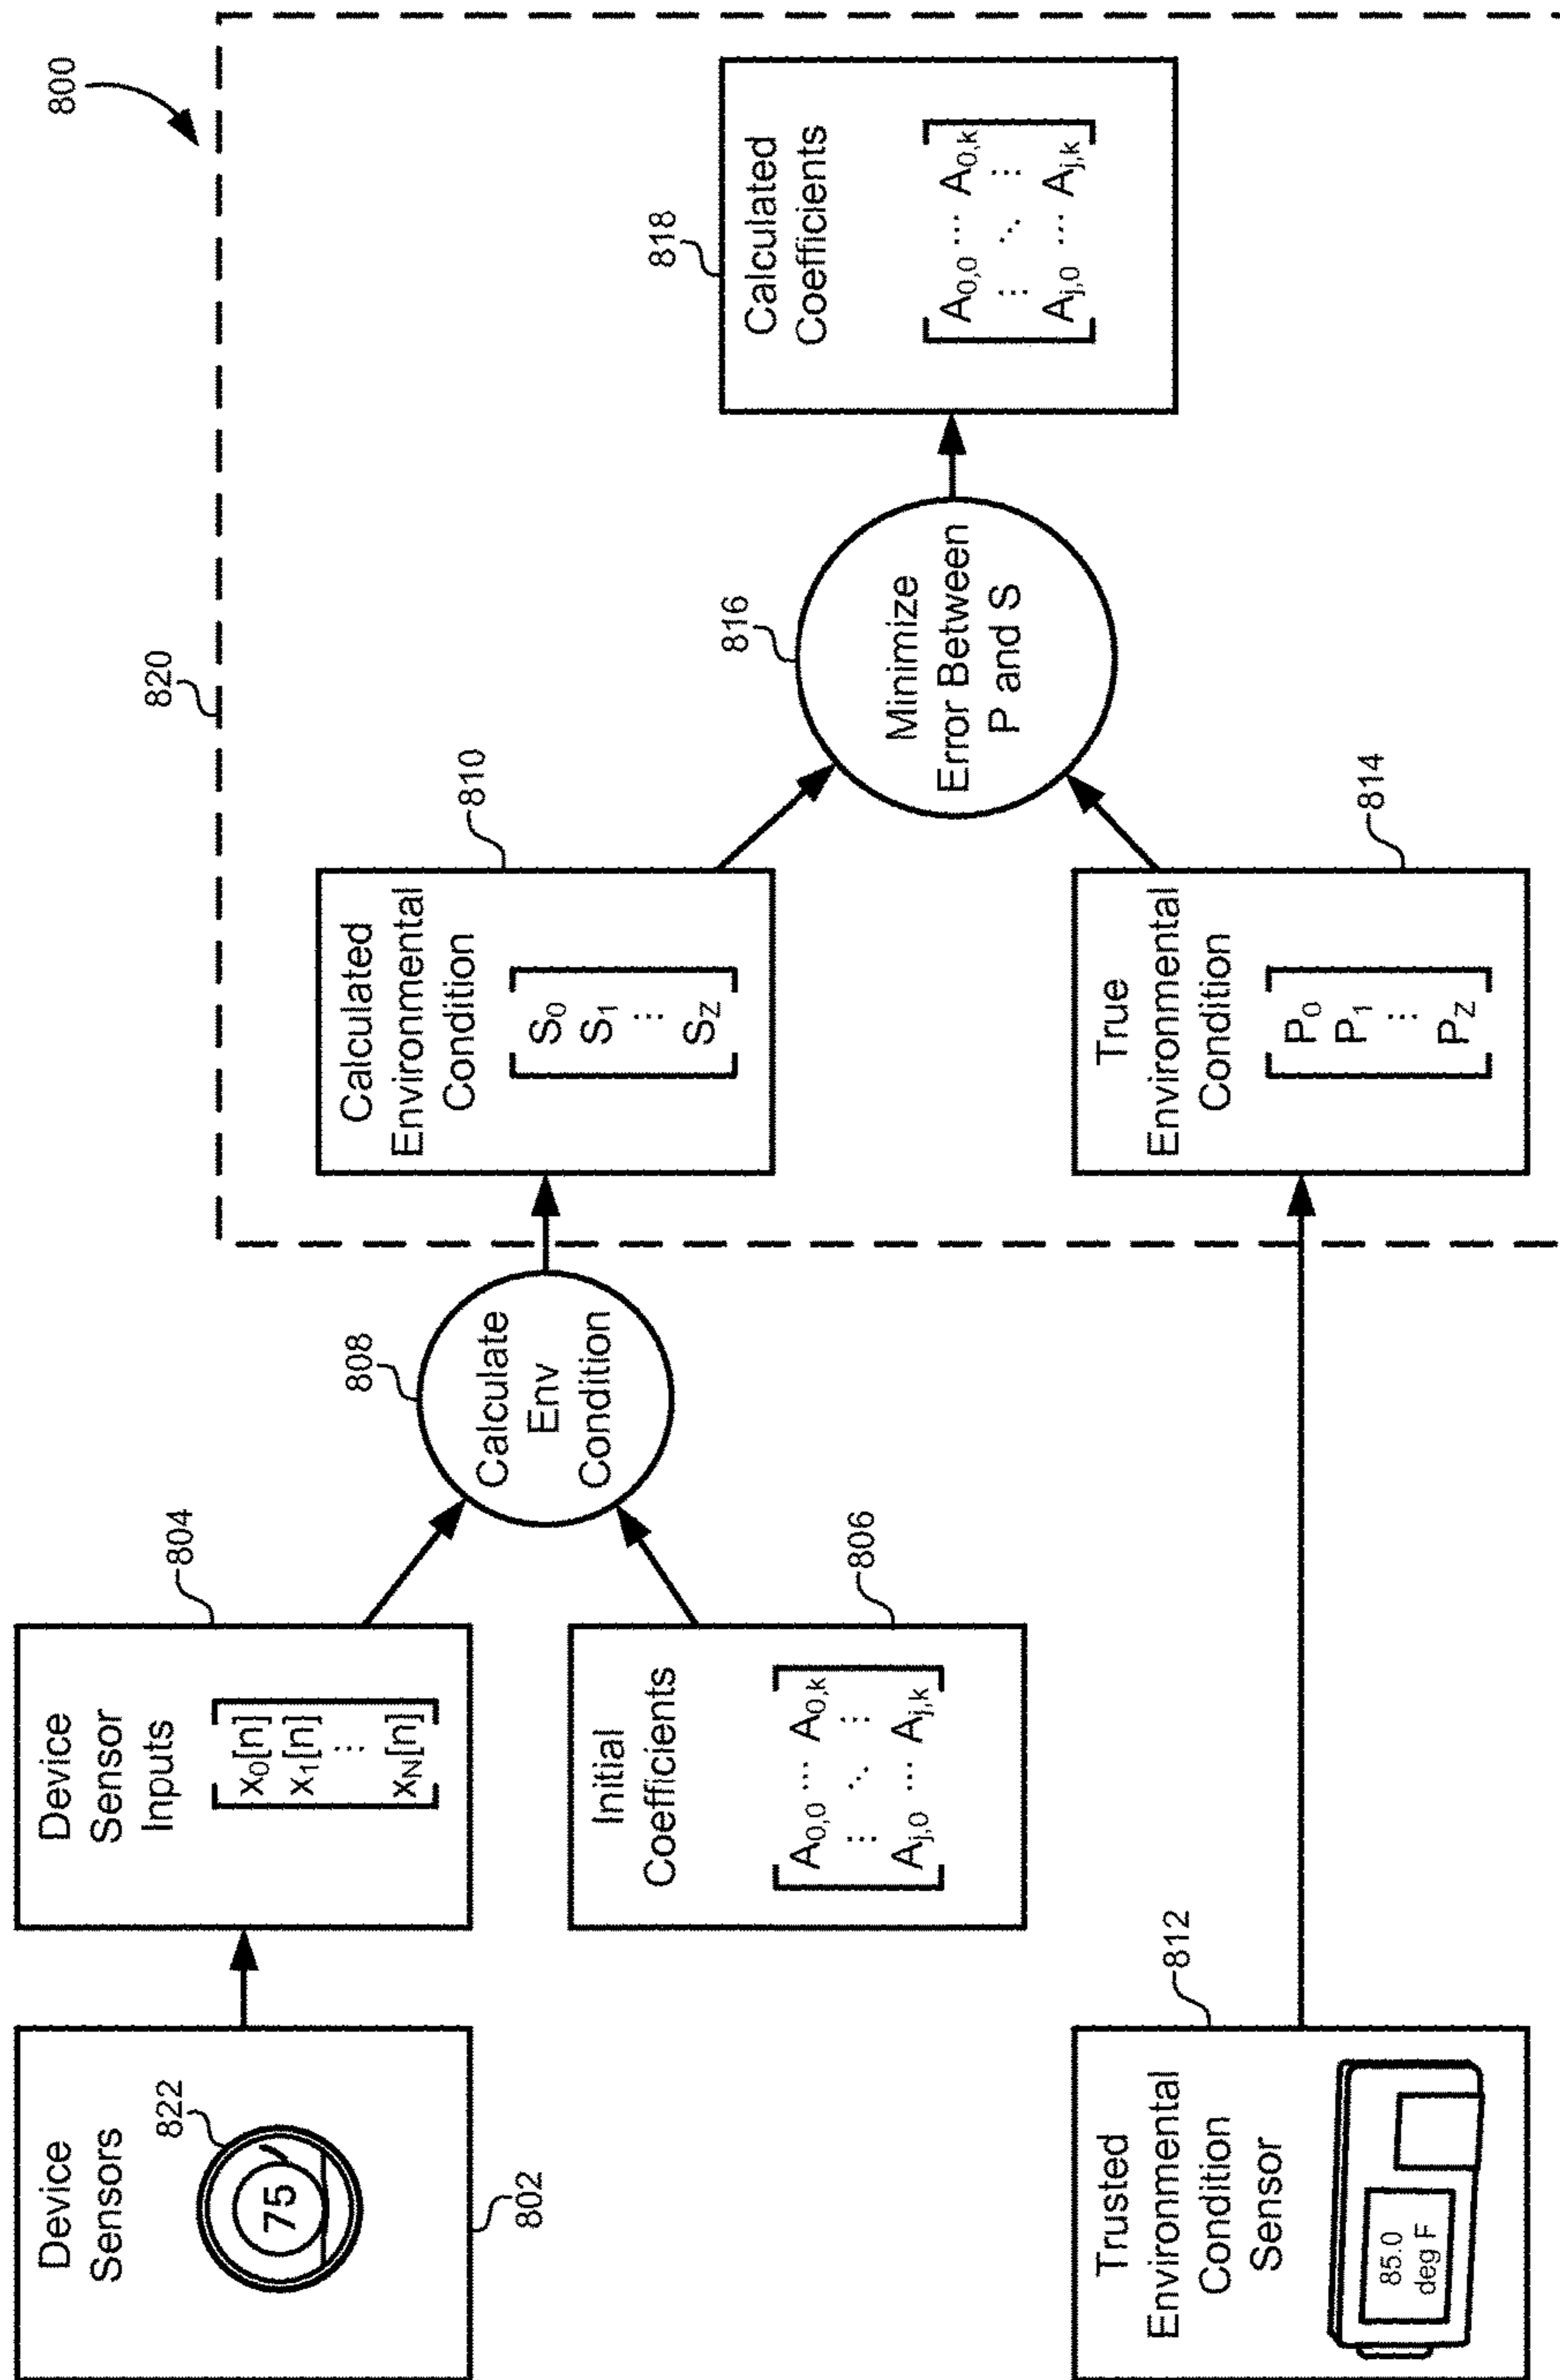 800
820
Device
Sensors
822
75
802
Device
Sensor
Inputs
804
x₀[n]
x₁[n]
⋮
x_N[n]
Initial
Coefficients
806
A₀,₀ ⋯ A₀,k
⋮ ⋱ ⋮
Aj,₀ ⋯ Aj,k
808
Calculate
Env
Condition
810
Calculated
Environmental
Condition
S₀
S₁
⋮
S_Z
Trusted
Environmental
Condition
Sensor
812
85.0
deg F
814
True
Environmental
Condition
P₀
P₁
⋮
P_Z
816
Minimize
Error Between
P and S
818
Calculated
Coefficients
A₀,₀ ⋯ A₀,k
⋮ ⋱ ⋮
Aj,₀ ⋯ Aj,k